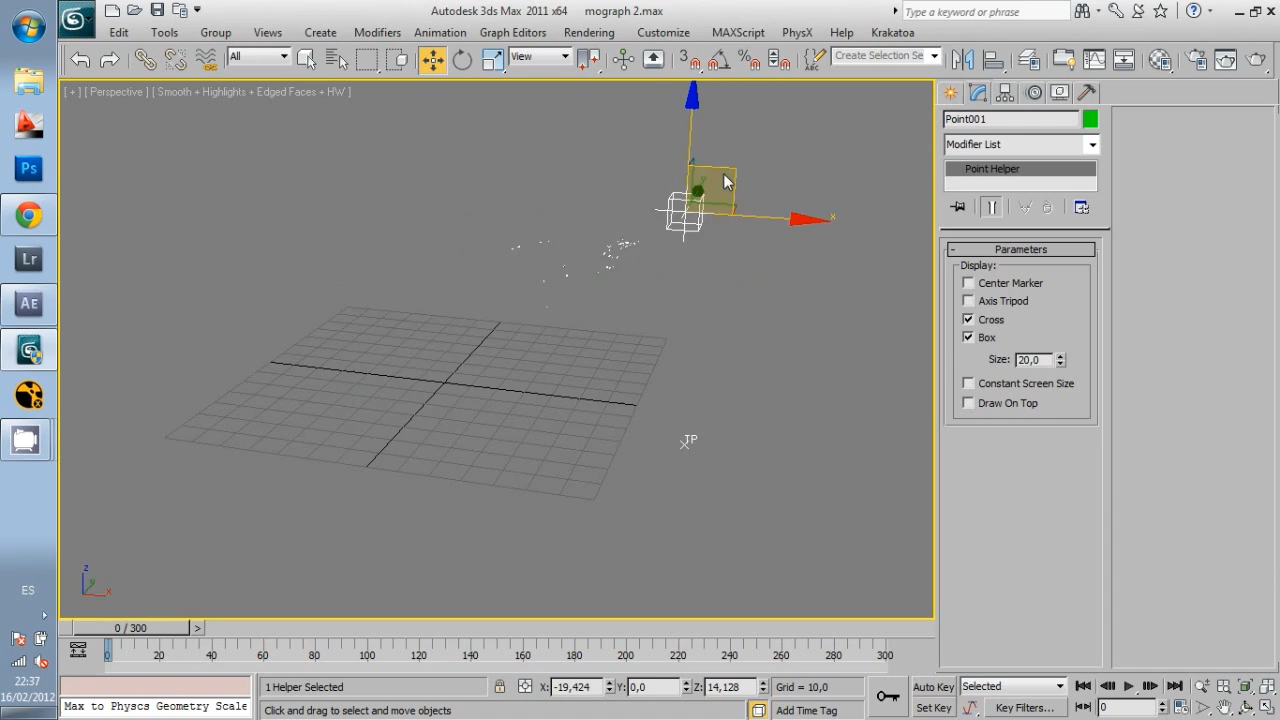 Autodesk 3ds Max 2011 x64 mograph 2.max
Type a keyword or phrase
Edit Tools Group Views Create Modifiers Animation Graph Editors Rendering Customize MAXScript PhysX Help Krakatoa
All View 3 Create Selection Se
[ + ] [ Perspective ] [ Smooth + Highlights + Edged Faces + HW ]
Point001
Modifier List
Point Helper
Parameters
Display:
Center Marker
Axis Tripod
Cross
Box
Size: 20,0
Constant Screen Size
Draw On Top
x
TP
z
x
Ps
Lr
AE
ES
22:37
16/02/2012
0 / 300
0 20 40 60 80 100 120 140 160 180 200 220 240 260 280 300
1 Helper Selected X: -19,424 Y: 0,0 Z: 14,128 Grid = 10,0 Auto Key Selected
Max to Physcs Geometry Scale Click and drag to select and move objects Add Time Tag Set Key Key Filters... 0